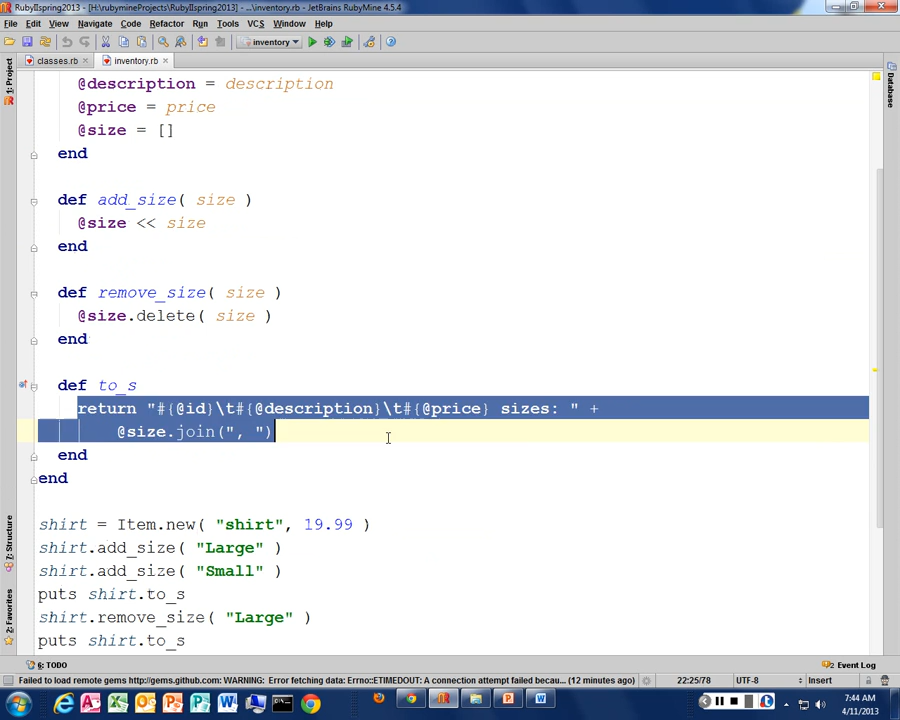 RubyIIspring2013 - [H:\rubymineProjects\RubyIISpring2013] - ...\inventory.rb - JetBrains RubyMine 4.5.4
File Edit View Navigate Code Refactor Run Tools VCS Window Help
inventory
classes.rb inventory.rb
1: Project
Database
@description = description
@price = price
@size = []
end
def add_size( size )
@size << size
end
def remove_size( size )
@size.delete( size )
end
def to_s
return "#{@id}\t#{@description}\t#{@price} sizes: " +
@size.join(", ")
end
end
shirt = Item.new( "shirt", 19.99 )
shirt.add_size( "Large" )
shirt.add_size( "Small" )
puts shirt.to_s
shirt.remove_size( "Large" )
puts shirt.to_s
7: Structure
2: Favorites
6: TODO
2 Event Log
Failed to load remote gems http://gems.github.com: WARNING: Error fetching data: Errno::ETIMEDOUT: A connection attempt failed becau... (12 minutes ago)
22:25/78 UTF-8 Insert
7:44 AM
4/11/2013